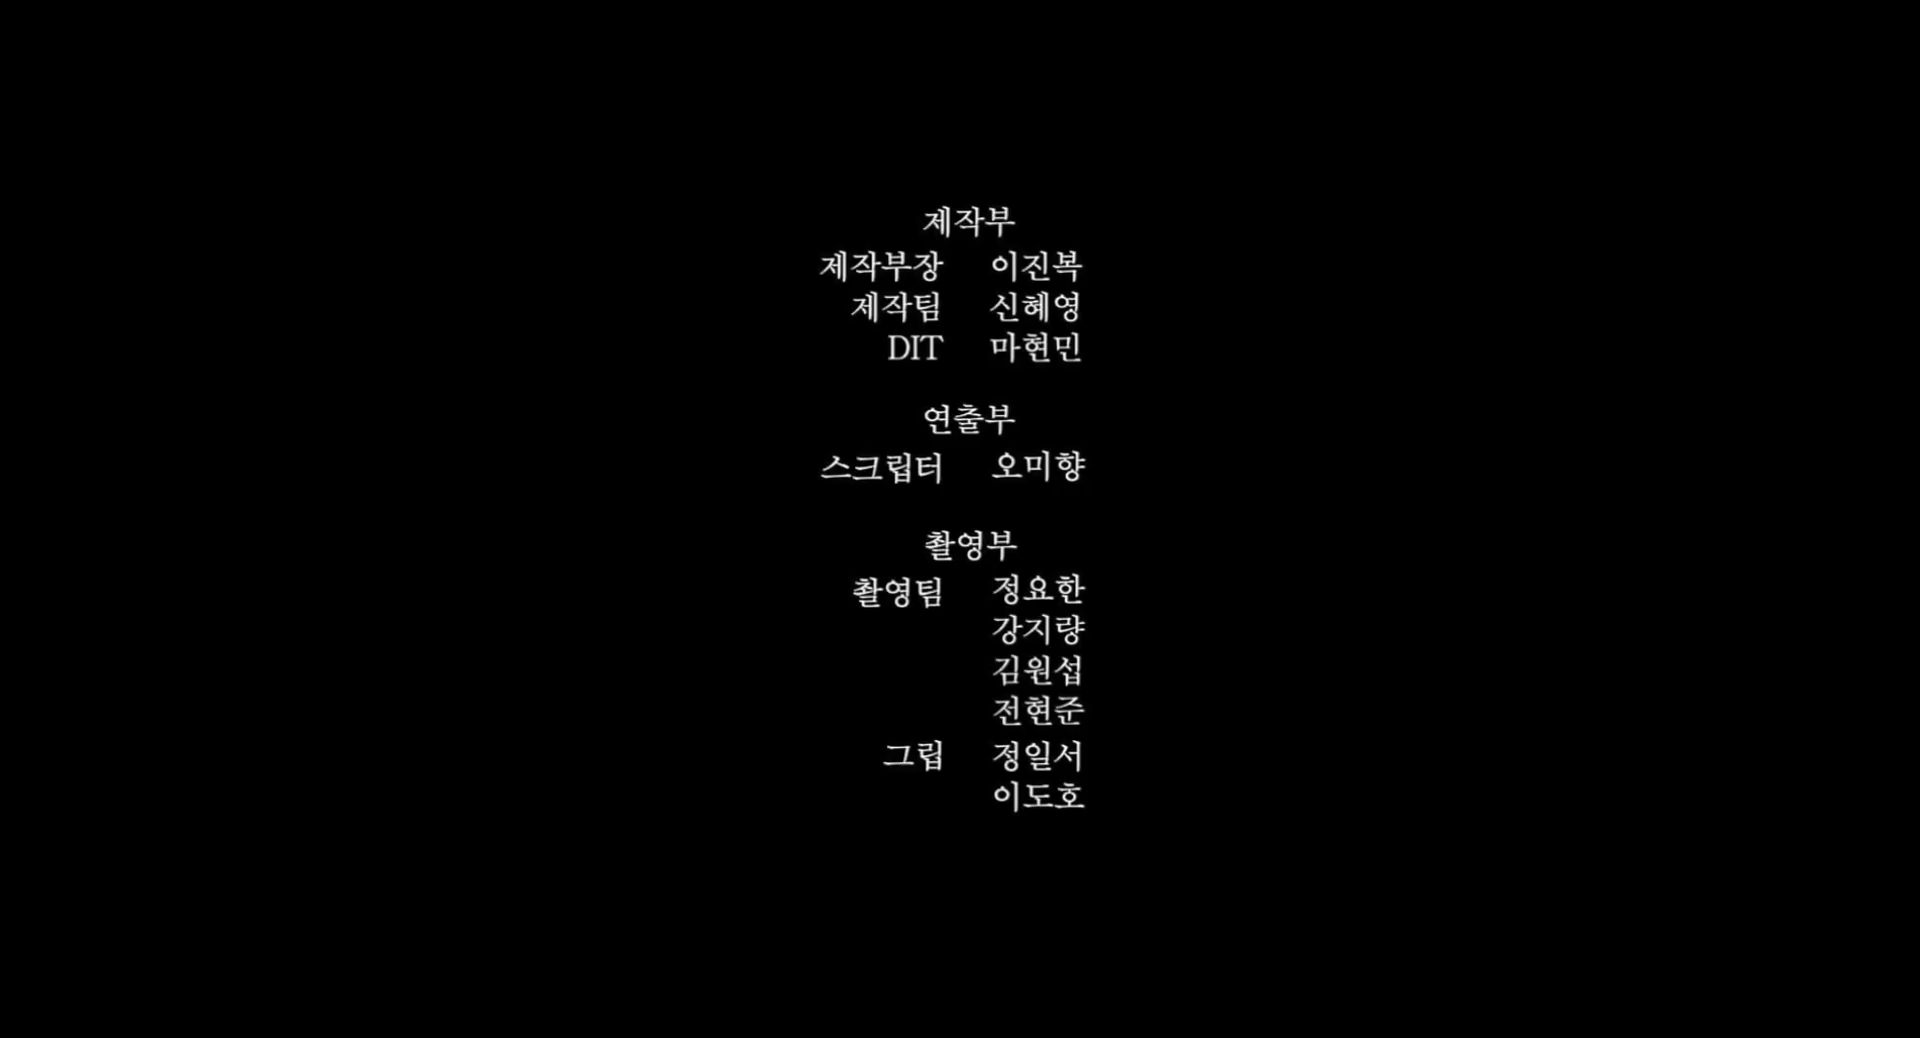 제작부
제작부장 이진복
제작팀 신혜영
DIT 마현민
연출부
스크립터 오미향
촬영부
촬영팀 정요한
강지량
김원섭
전현준
그립 정일서
이도호